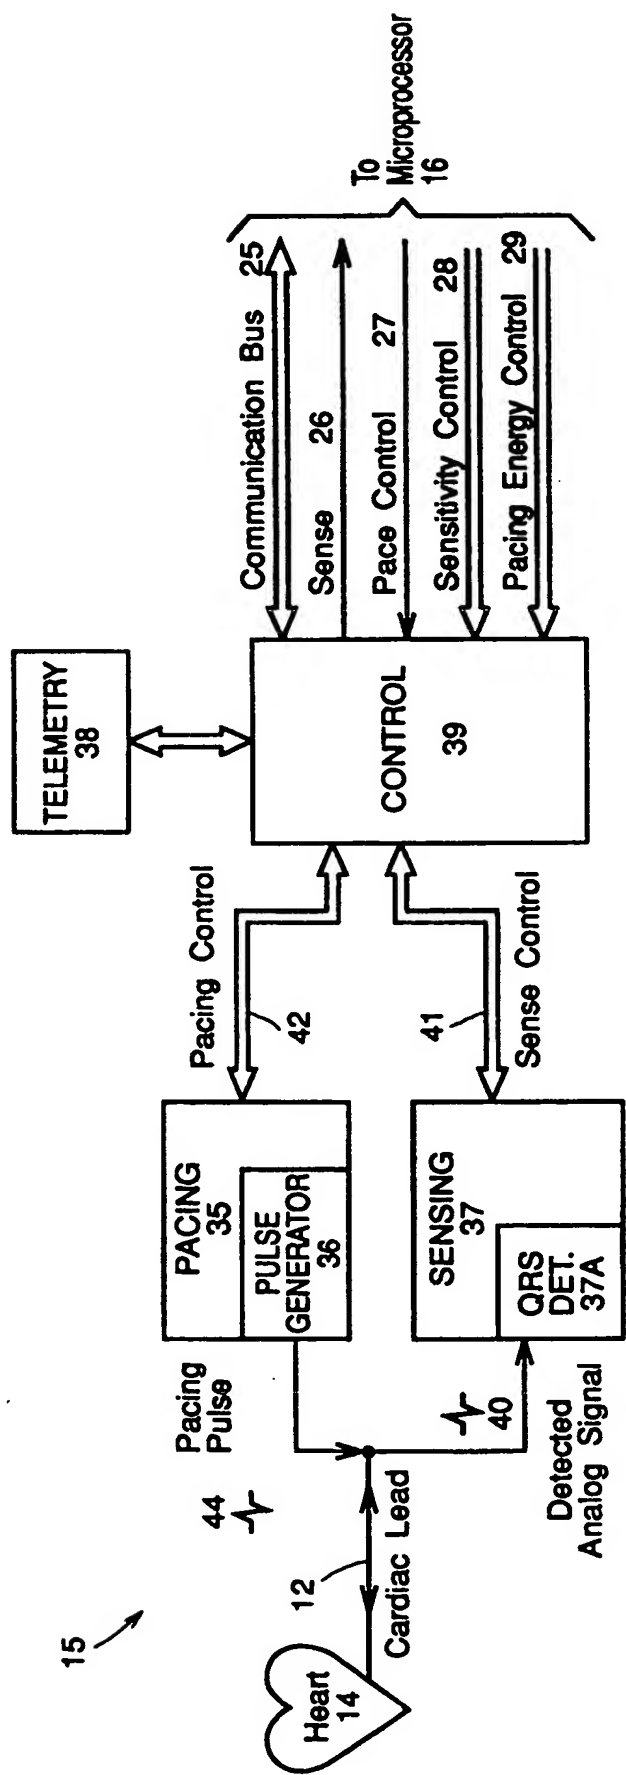 15
Heart
14
12
Cardiac Lead
44
Pacing
Pulse
40
Detected
Analog Signal
PACING
35
PULSE
GENERATOR
36
SENSING
37
QRS
DET.
37A
Pacing Control
42
41
Sense Control
TELEMETRY
38
CONTROL
39
Communication Bus 25
Sense 26
Pace Control 27
Sensitivity Control 28
Pacing Energy Control 29
To
Microprocessor
16